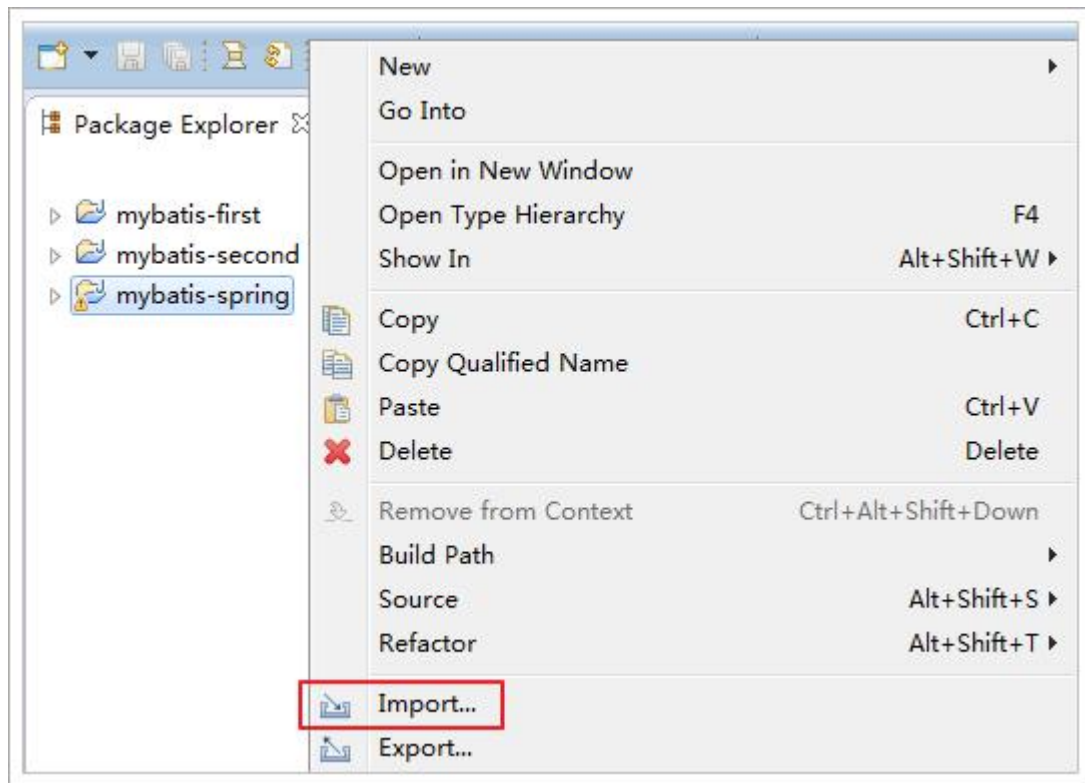 Package Explorer
mybatis-first
mybatis-second
mybatis-spring
New
Go Into
Open in New Window
Open Type Hierarchy F4
Show In Alt+Shift+W
Copy Ctrl+C
Copy Qualified Name
Paste Ctrl+V
Delete Delete
Remove from Context Ctrl+Alt+Shift+Down
Build Path
Source Alt+Shift+S
Refactor Alt+Shift+T
Import...
Export...